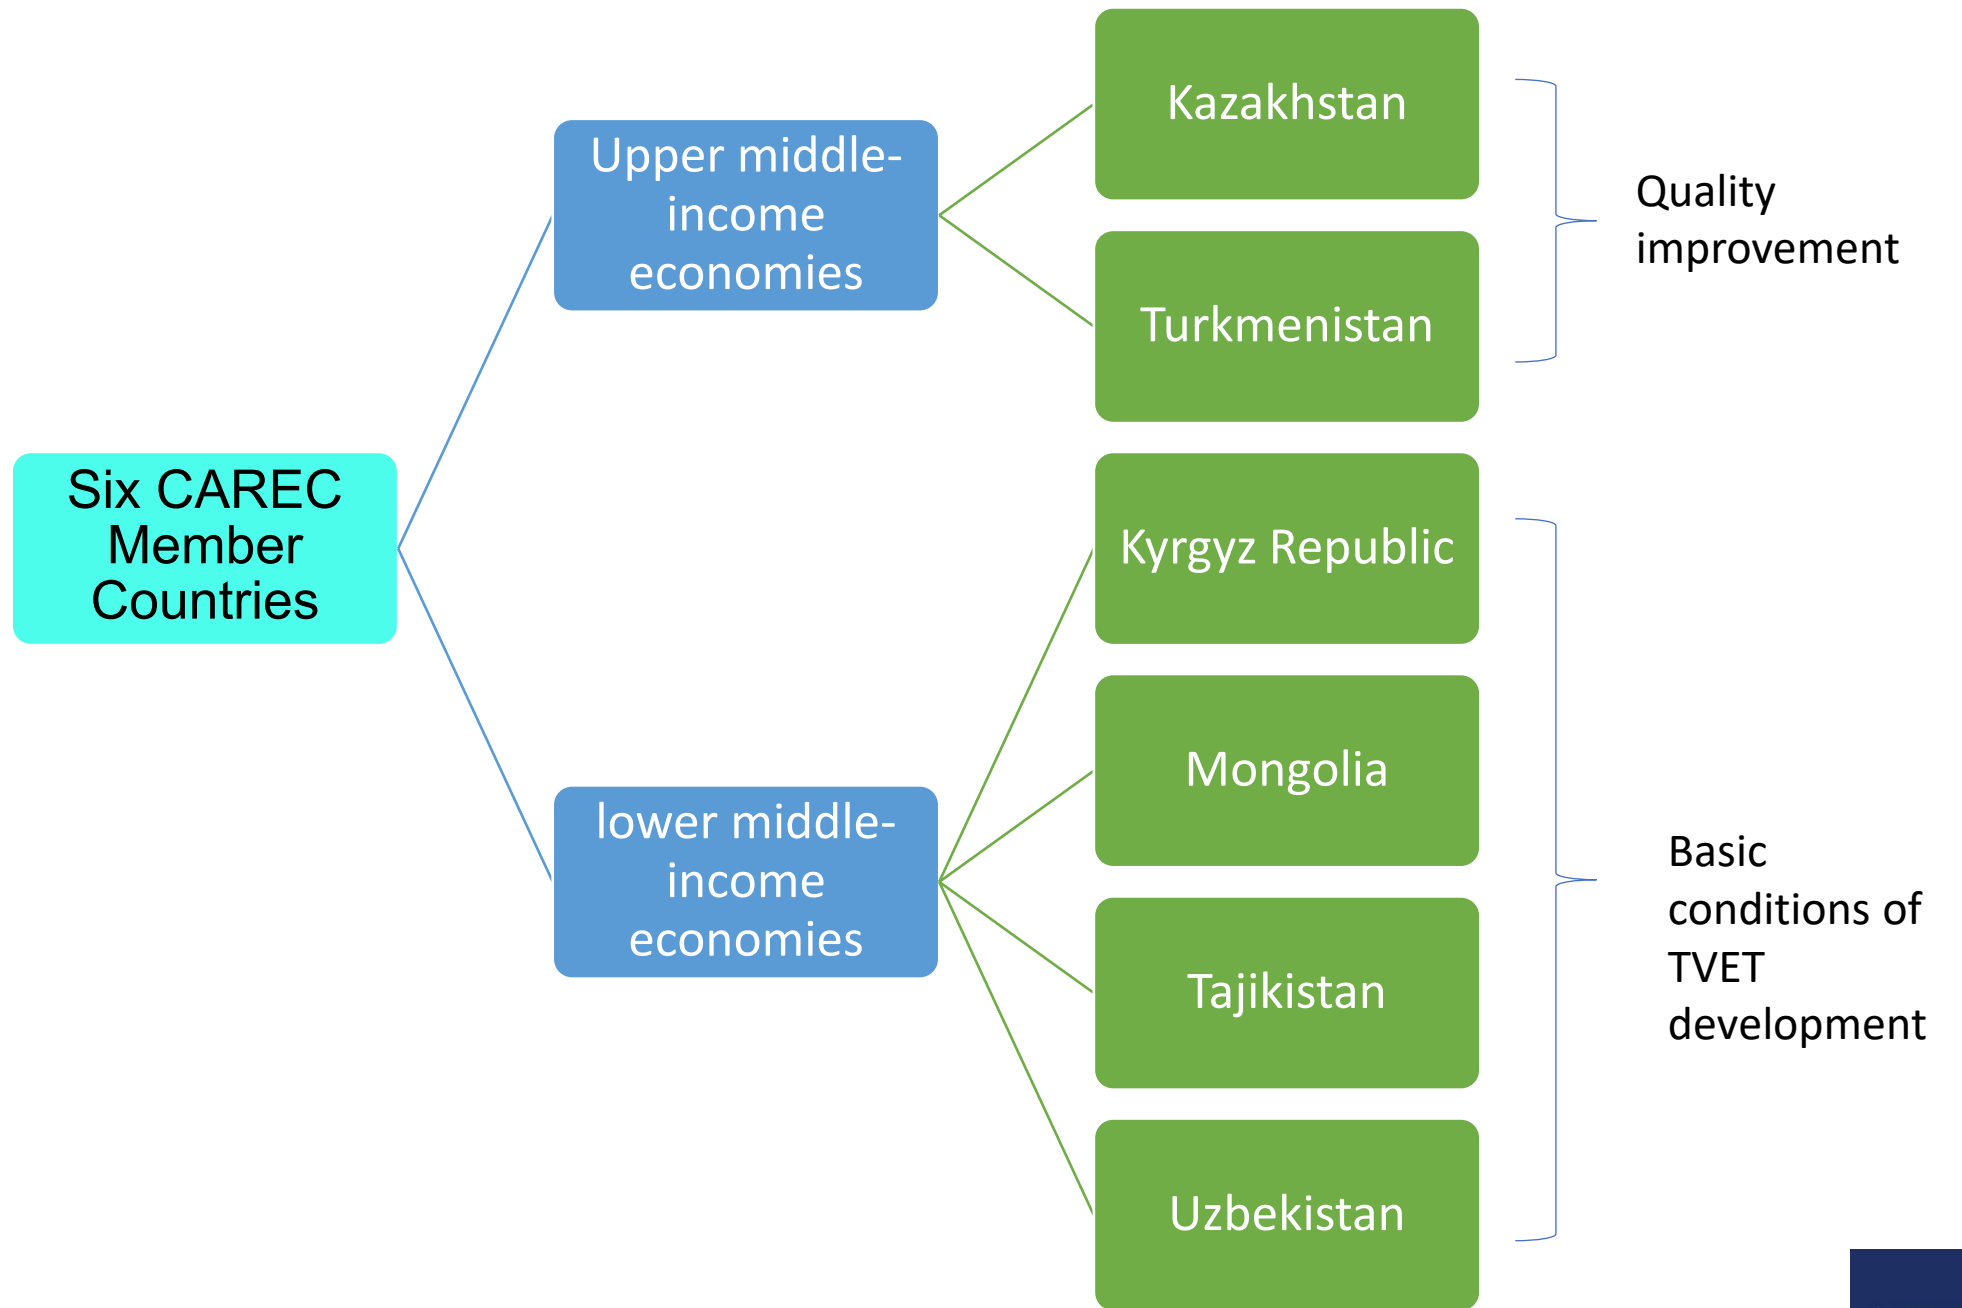 Six CAREC
Member
Countries
Upper middle-
income
economies
Kazakhstan
Turkmenistan
Quality
improvement
lower middle-
income
economies
Kyrgyz Republic
Mongolia
Tajikistan
Uzbekistan
Basic
conditions of
TVET
development